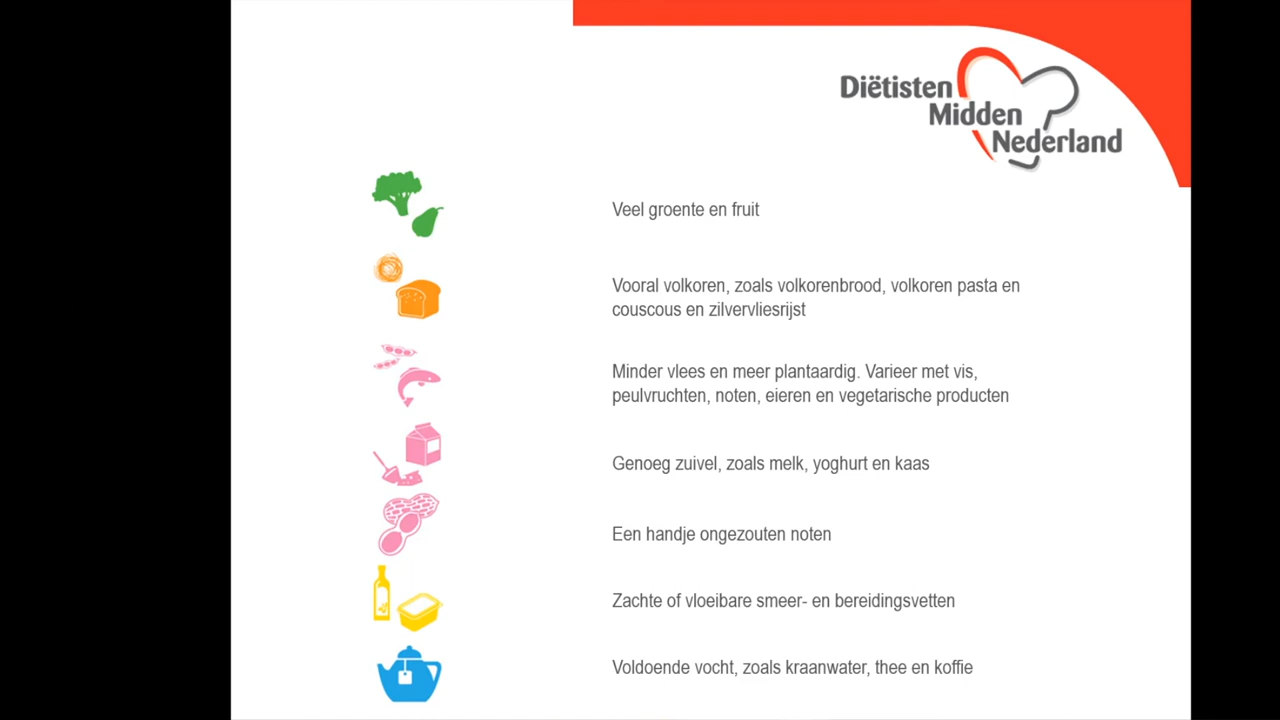 Diëtisten
Midden
Nederland
Veel groente en fruit
Vooral volkoren, zoals volkorenbrood, volkoren pasta en
couscous en zilvervliesrijst
Minder vlees en meer plantaardig. Varieer met vis,
peulvruchten, noten, eieren en vegetarische producten
Genoeg zuivel, zoals melk, yoghurt en kaas
Een handje ongezouten noten
Zachte of vloeibare smeer- en bereidingsvetten
Voldoende vocht, zoals kraanwater, thee en koffie